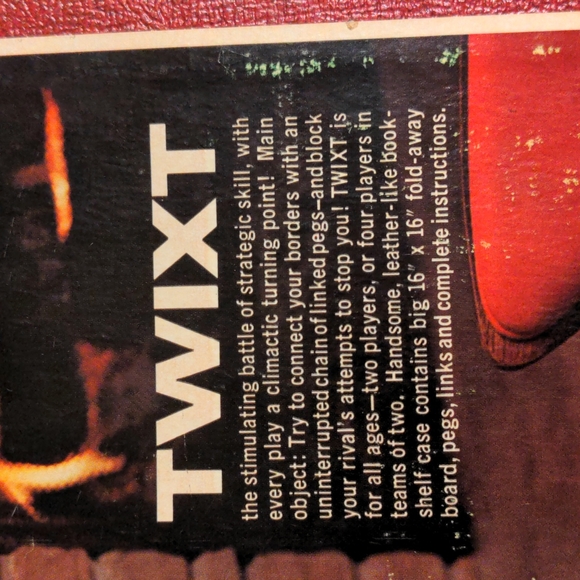 TWIXT
the stimulating battle of strategic skill, with
every play a climactic turning point! Main
object: Try to connect your borders with an
uninterrupted chain of linked pegs—and block
your rival's attempts to stop you! TWIXT is
for all ages—two players, or four players in
teams of two. Handsome, leather-like book-
shelf case contains big 16" x 16" fold-away
board, pegs, links and complete instructions.